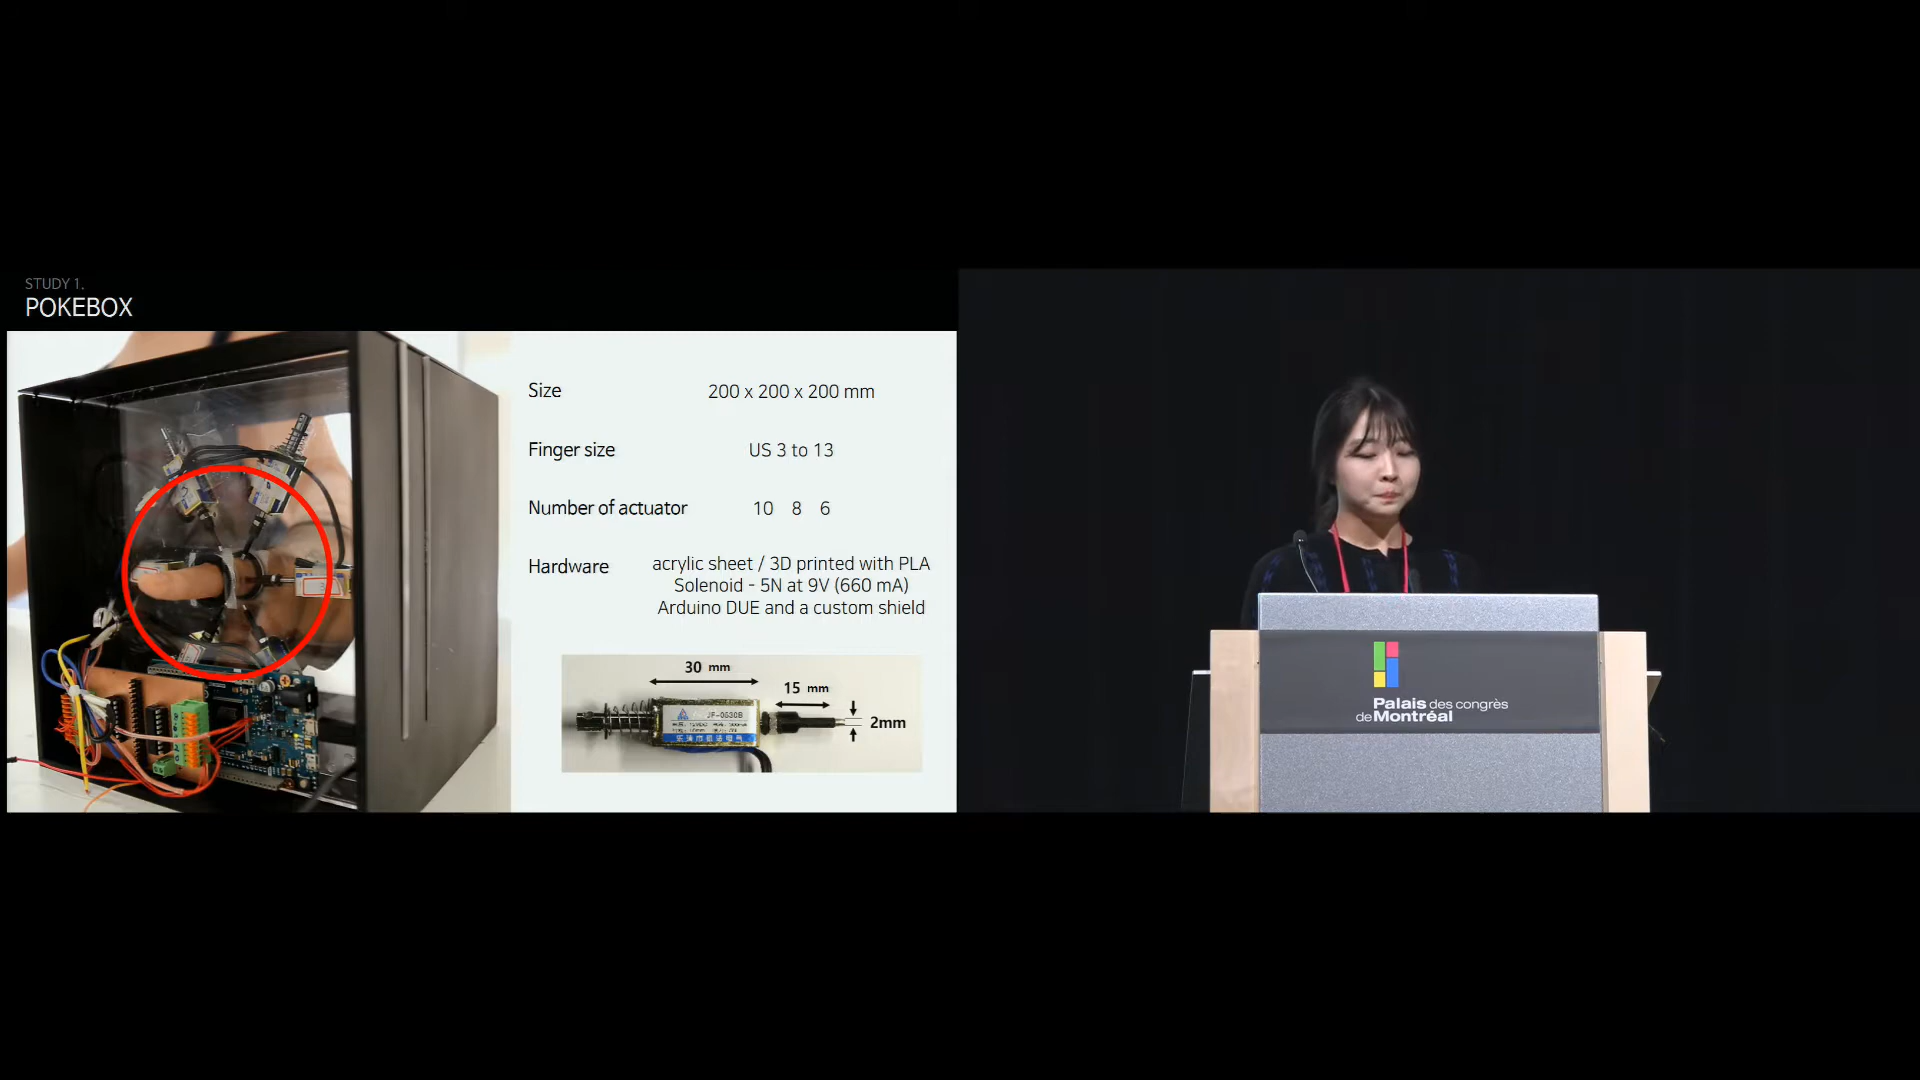 STUDY 1.
POKEBOX
Size 200 x 200 x 200 mm
Finger size US 3 to 13
Number of actuator 10 8 6
Hardware acrylic sheet / 3D printed with PLA
Solenoid - 5N at 9V (660 mA)
Arduino DUE and a custom shield
30 mm
15 mm
2mm
JF-0530B
Palais des congrès
de Montréal